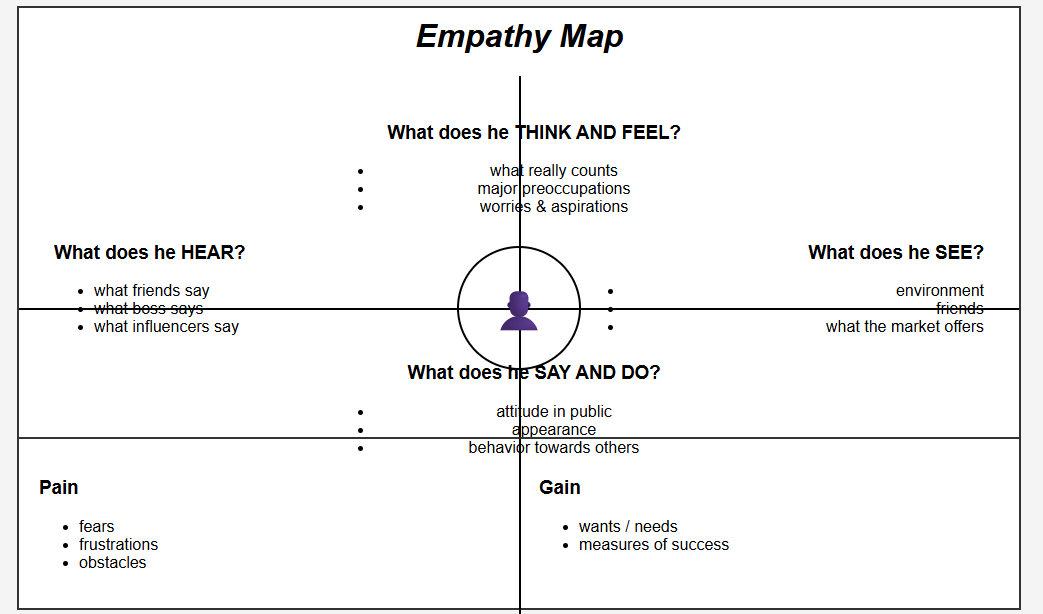 Empathy Map
What does he THINK AND FEEL?
what really counts
major preoccupations
worries & aspirations
What does he HEAR?
what friends say
what boss says
what influencers say
What does he SEE?
environment
friends
what the market offers
What does he SAY AND DO?
attitude in public
appearance
behavior towards others
Pain
fears
frustrations
obstacles
Gain
wants / needs
measures of success